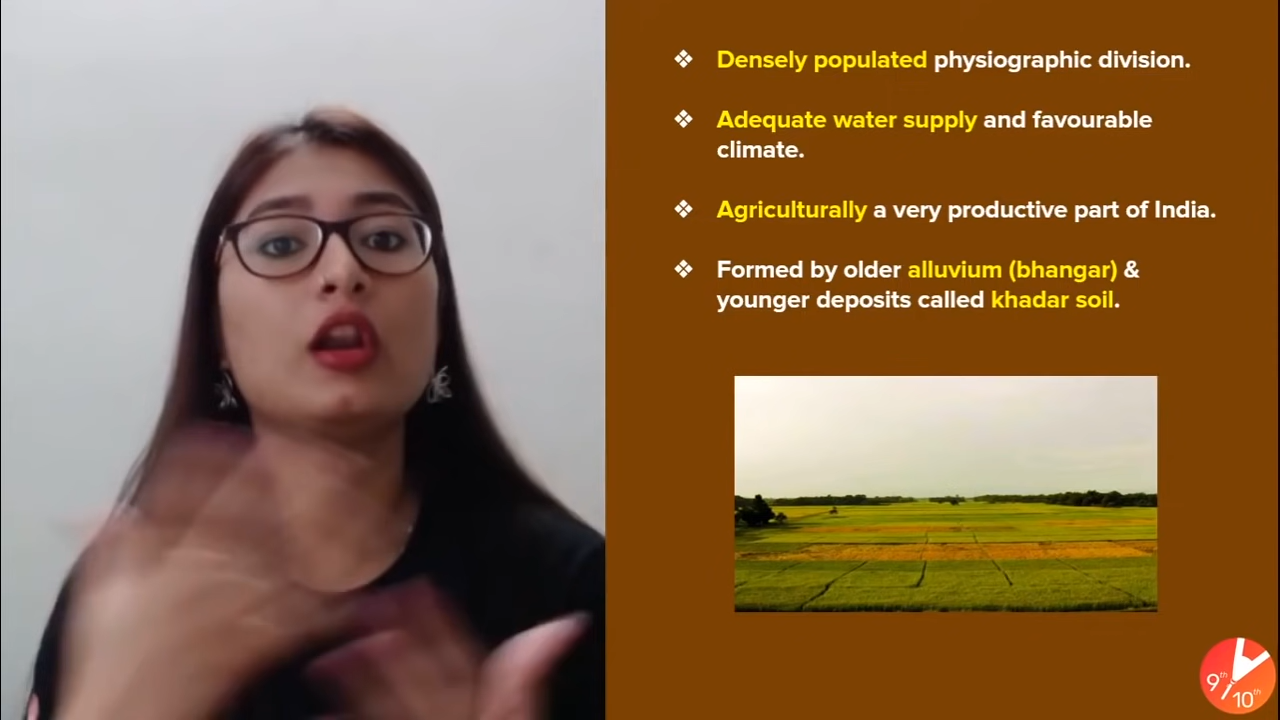 ❖ Densely populated physiographic division.
❖ Adequate water supply and favourable
climate.
❖ Agriculturally a very productive part of India.
❖ Formed by older alluvium (bhangar) &
younger deposits called khadar soil.
9th/10th